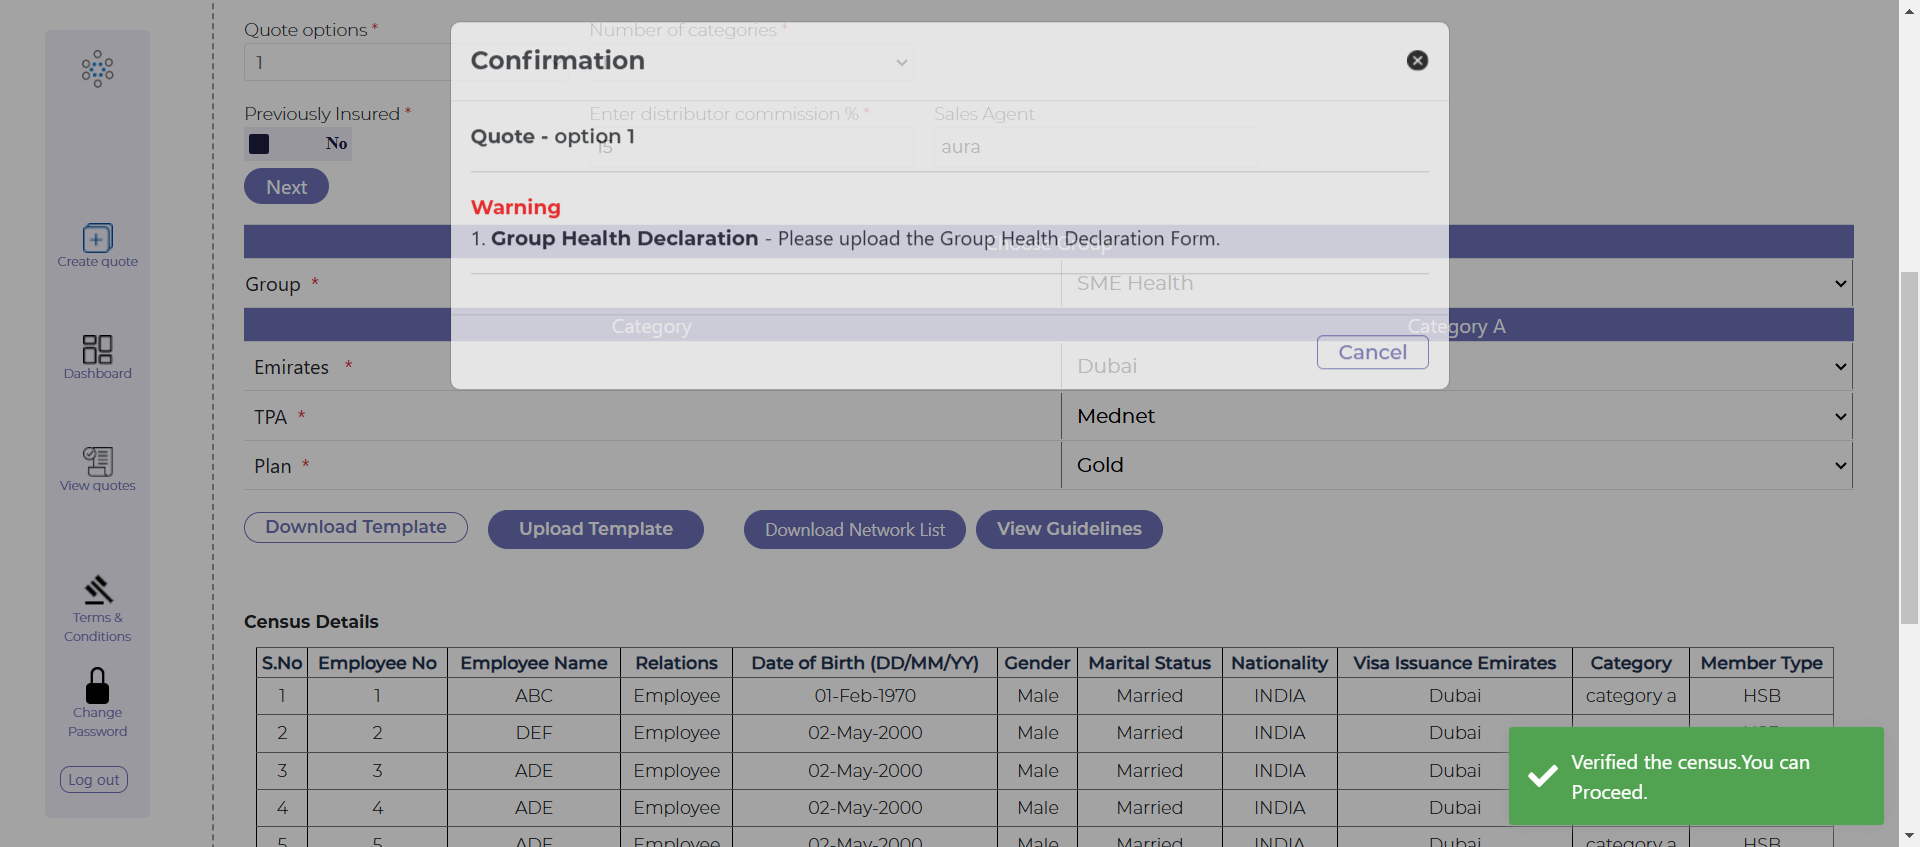 Quote options *
Number of categories *
1
Confirmation
Previously Insured *
Enter distributor commission % *
Sales Agent
No
Quote - option 1
15
aura
Next
Warning
1. Group Health Declaration - Please upload the Group Health Declaration Form.
Choose Group
Group *
SME Health
Category
Category A
Cancel
Emirates *
Dubai
TPA *
Mednet
Plan *
Gold
Download Template
Upload Template
Download Network List
View Guidelines
Create quote
Dashboard
View quotes
Terms &
Conditions
Change
Password
Log out
Census Details
S.No Employee No Employee Name Relations Date of Birth (DD/MM/YY) Gender Marital Status Nationality Visa Issuance Emirates Category Member Type
1 1 ABC Employee 01-Feb-1970 Male Married INDIA Dubai category a HSB
2 2 DEF Employee 02-May-2000 Male Married INDIA Dubai
3 3 ADE Employee 02-May-2000 Male Married INDIA Dubai
4 4 ADE Employee 02-May-2000 Male Married INDIA Dubai
5 5 ADE Employee 02-May-2000 Male Married INDIA Dubai category a HSB
Verified the census.You can
Proceed.